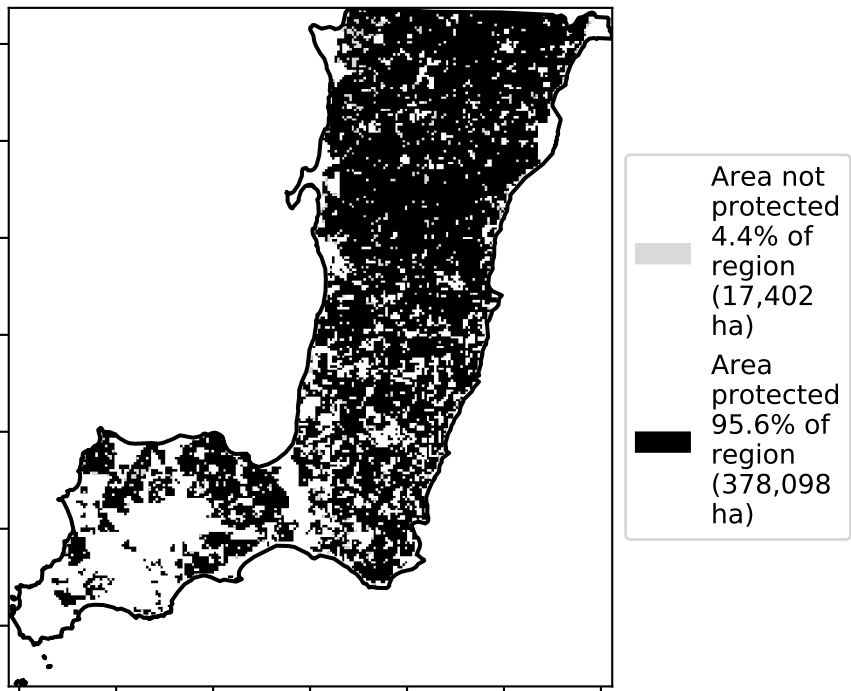 Area not
protected
4.4% of
region
(17,402
ha)
Area
protected
95.6% of
region
(378,098
ha)